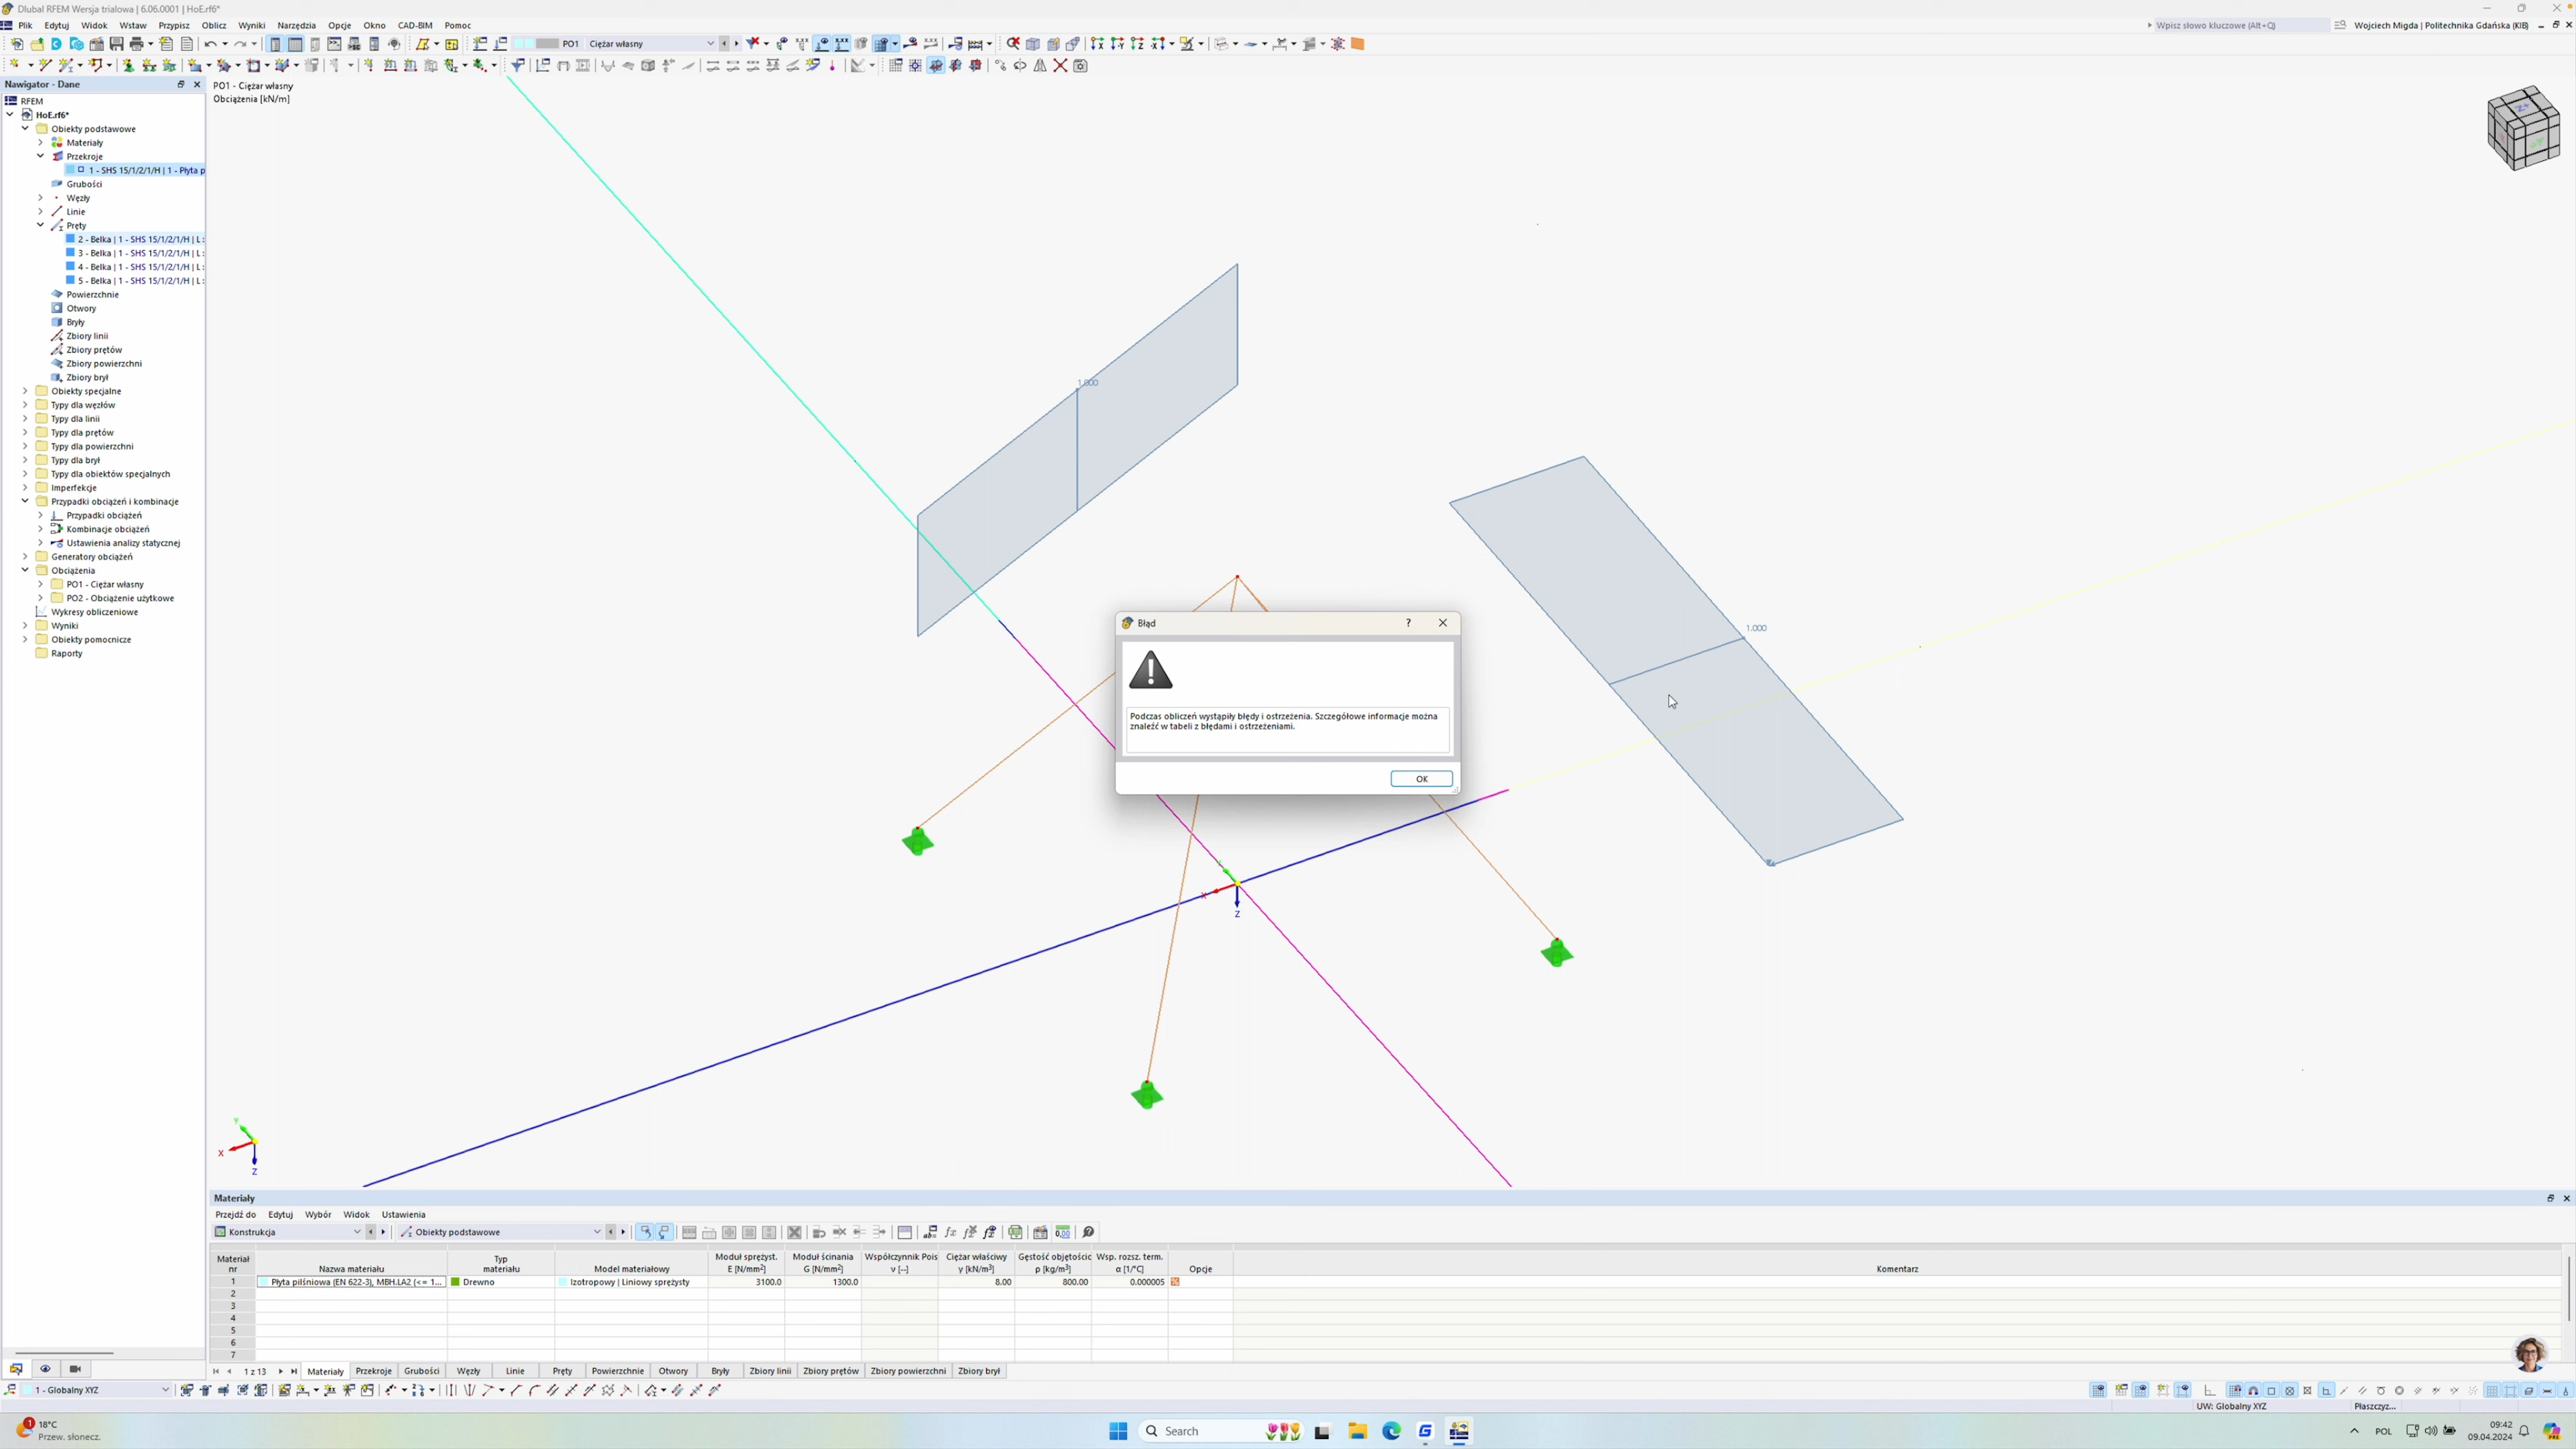 Dlubal RFEM Wersja trialowa | 6.06.0001 | HoE.rf6*
Plik Edytuj Widok Wstaw Przypisz Oblicz Wyniki Narzędzia Opcje Okno CAD-BIM Pomoc
Wpisz słowo kluczowe (Alt+Q)
Wojciech Migda | Politechnika Gdańska (KIB)
PO1 Ciężar własny
Nawigator - Dane
RFEM
HoE.rf6*
Obiekty podstawowe
Materiały
Przekroje
1 - SHS 15/1/2/1/H | 1 - Płyta p
Grubości
Węzły
Linie
Pręty
2 - Belka | 1 - SHS 15/1/2/1/H | L :
3 - Belka | 1 - SHS 15/1/2/1/H | L :
4 - Belka | 1 - SHS 15/1/2/1/H | L :
5 - Belka | 1 - SHS 15/1/2/1/H | L :
Powierzchnie
Otwory
Bryły
Zbiory linii
Zbiory prętów
Zbiory powierzchni
Zbiory brył
Obiekty specjalne
Typy dla węzłów
Typy dla linii
Typy dla prętów
Typy dla powierzchni
Typy dla brył
Typy dla obiektów specjalnych
Imperfekcje
Przypadki obciążeń i kombinacje
Przypadki obciążeń
Kombinacje obciążeń
Ustawienia analizy statycznej
Generatory obciążeń
Obciążenia
PO1 - Ciężar własny
PO2 - Obciążenie użytkowe
Wykresy obliczeniowe
Wyniki
Obiekty pomocnicze
Raporty
PO1 - Ciężar własny
Obciążenia [kN/m]
1.000
1.000
Błąd
?
Podczas obliczeń wystąpiły błędy i ostrzeżenia. Szczegółowe informacje można
znaleźć w tabeli z błędami i ostrzeżeniami.
OK
X
Z
Y
X
Z
Materiały
Przejdź do Edytuj Wybór Widok Ustawienia
Konstrukcja Obiekty podstawowe
Materiał nr
Nazwa materiału
Typ materiału
Model materiałowy
Moduł sprężyst. E [N/mm2]
Moduł ścinania G [N/mm2]
Współczynnik Pois ν [--]
Ciężar właściwy γ [kN/m3]
Gęstość objętościc ρ [kg/m3]
Wsp. rozsz. term. α [1/°C]
Opcje
Komentarz
1 Płyta pilśniowa (EN 622-3), MBH.LA2 (<= 1... Drewno Izotropowy | Liniowy sprężysty 3100.0 1300.0 8.00 800.00 0.000005
2
3
4
5
6
7
1 z 13 Materiały Przekroje Grubości Węzły Linie Pręty Powierzchnie Otwory Bryły Zbiory linii Zbiory prętów Zbiory powierzchni Zbiory brył
1 - Globalny XYZ
UW: Globalny XYZ
Płaszczyz...
1
18°C
Przew. słonecz.
Search
POL
09:42
09.04.2024